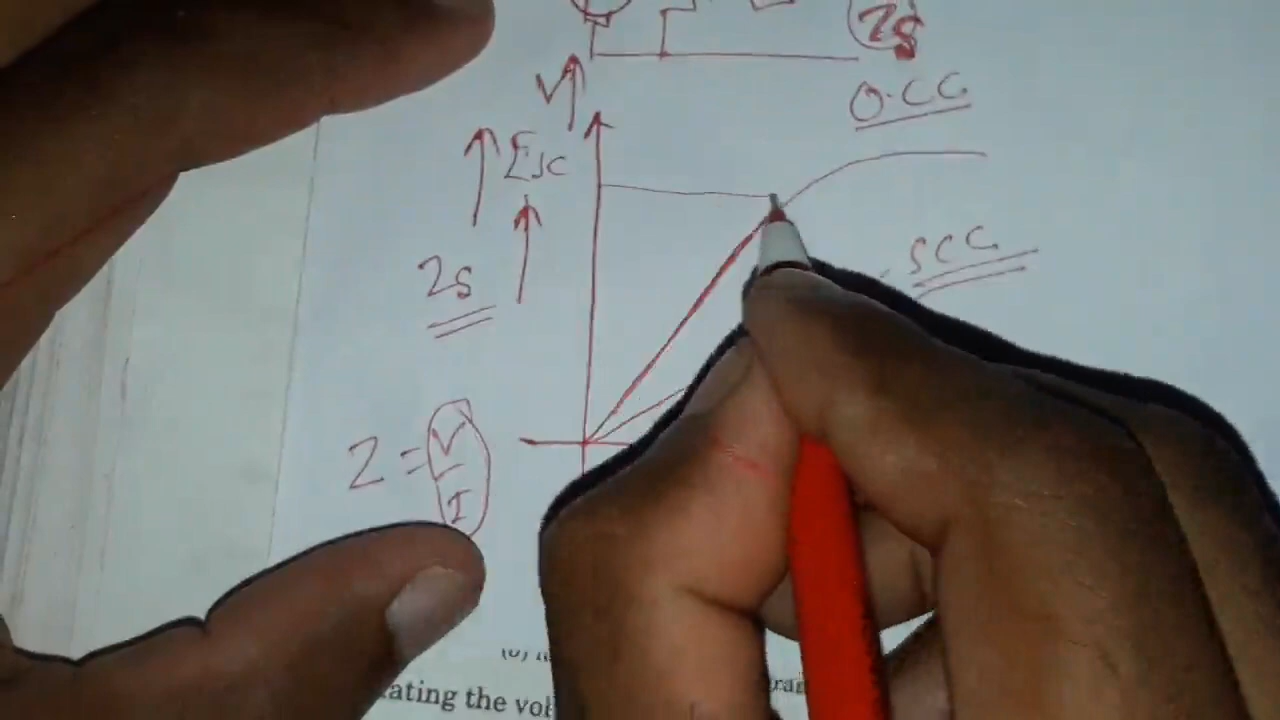 Zs
O.C.C
V
Esc
SCC
Zs
Z = V
I
ating the vol